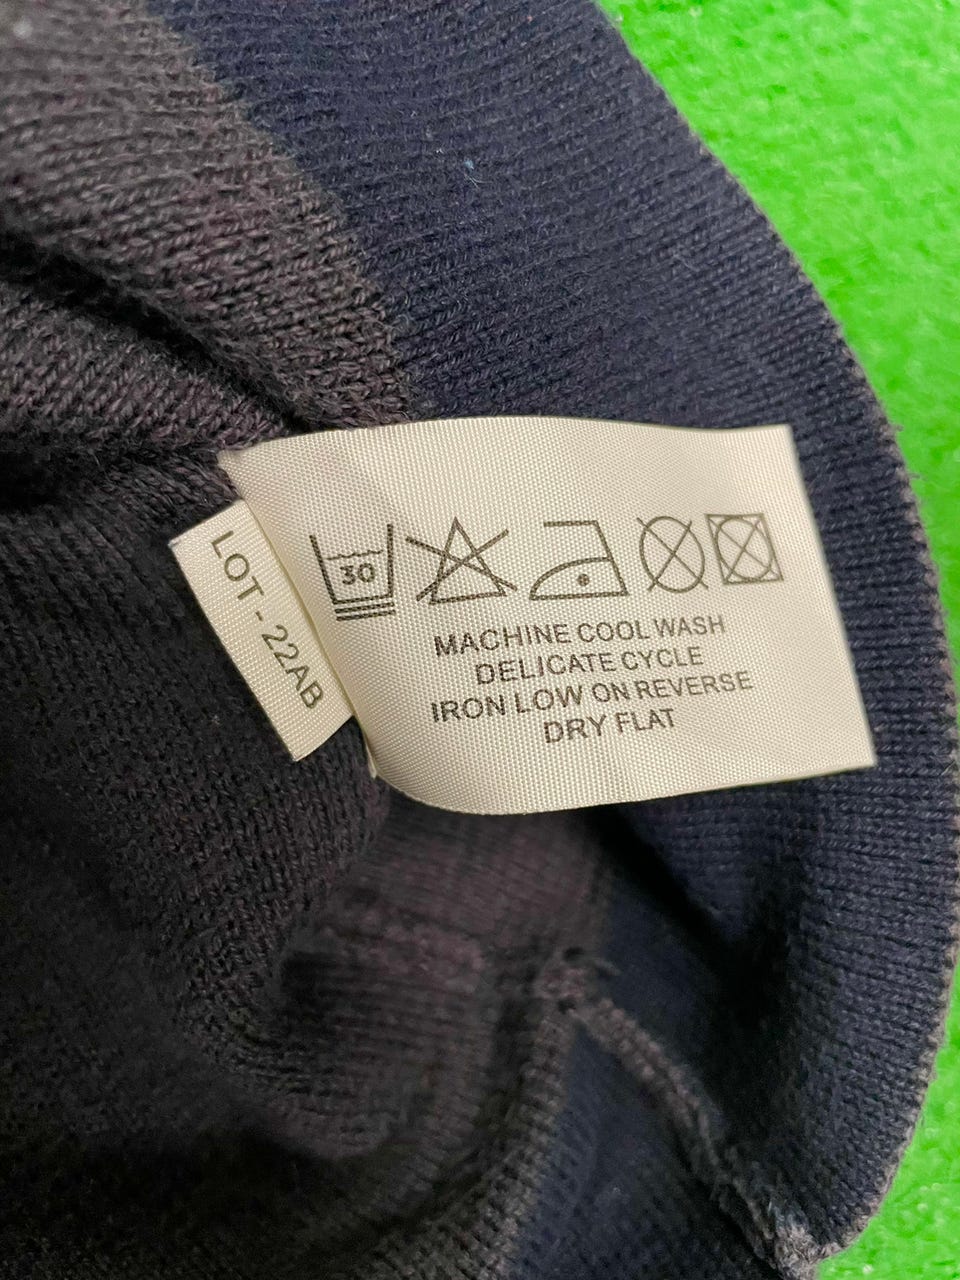 LOT - 22AB
30
MACHINE COOL WASH
DELICATE CYCLE
IRON LOW ON REVERSE
DRY FLAT